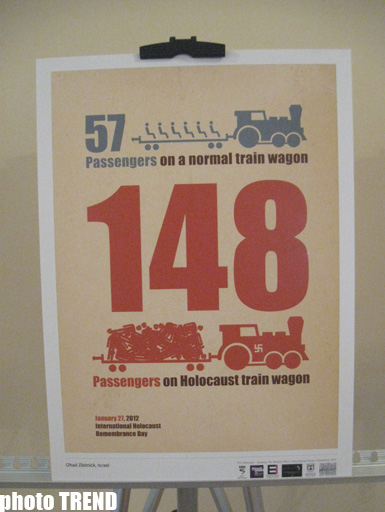 57
Passengers on a normal train wagon
148
Passengers on Holocaust train wagon
January 27, 2012
International Holocaust
Remembrance Day
Israel
photo TREND